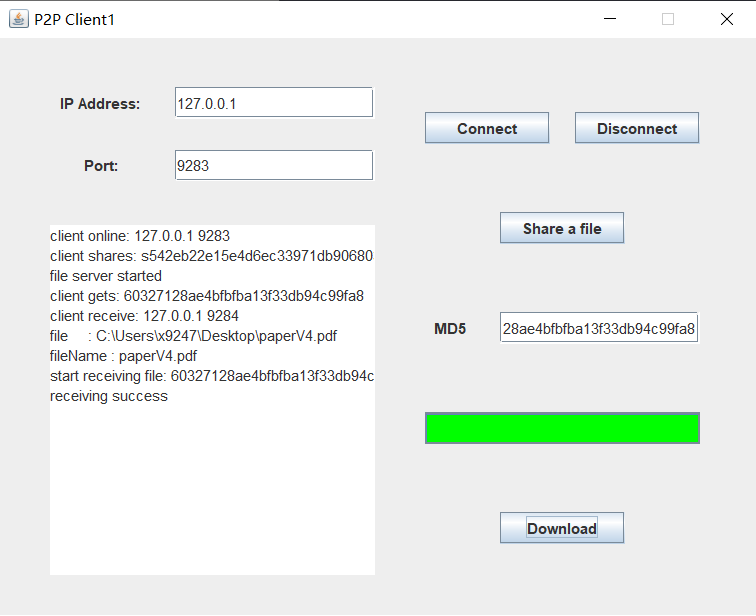 P2P Client1
IP Address: 127.0.0.1
Connect Disconnect
Port: 9283
Share a file
client online: 127.0.0.1 9283
client shares: s542eb22e15e4d6ec33971db90680
file server started
client gets: 60327128ae4bfbfba13f33db94c99fa8
client receive: 127.0.0.1 9284
file : C:\Users\x9247\Desktop\paperV4.pdf
fileName : paperV4.pdf
start receiving file: 60327128ae4bfbfba13f33db94c
receiving success
MD5 28ae4bfbfba13f33db94c99fa8
Download